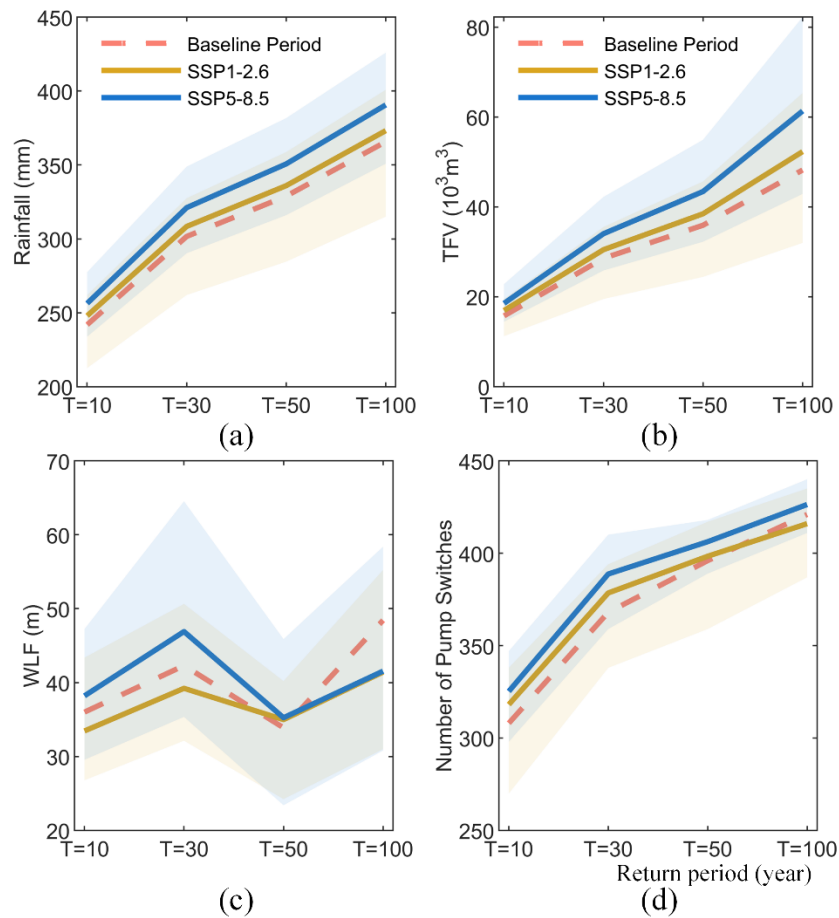 450
400
350
300
250
200
Rainfall (mm)
Baseline Period
SSP1-2.6
SSP5-8.5
T=10 T=30 T=50 T=100
(a)
80
60
40
20
0
TFV (10³m³)
Baseline Period
SSP1-2.6
SSP5-8.5
T=10 T=30 T=50 T=100
(b)
70
60
50
40
30
20
WLF (m)
T=10 T=30 T=50 T=100
(c)
450
400
350
300
250
Number of Pump Switches
T=10 T=30 T=50 T=100
Return period (year)
(d)